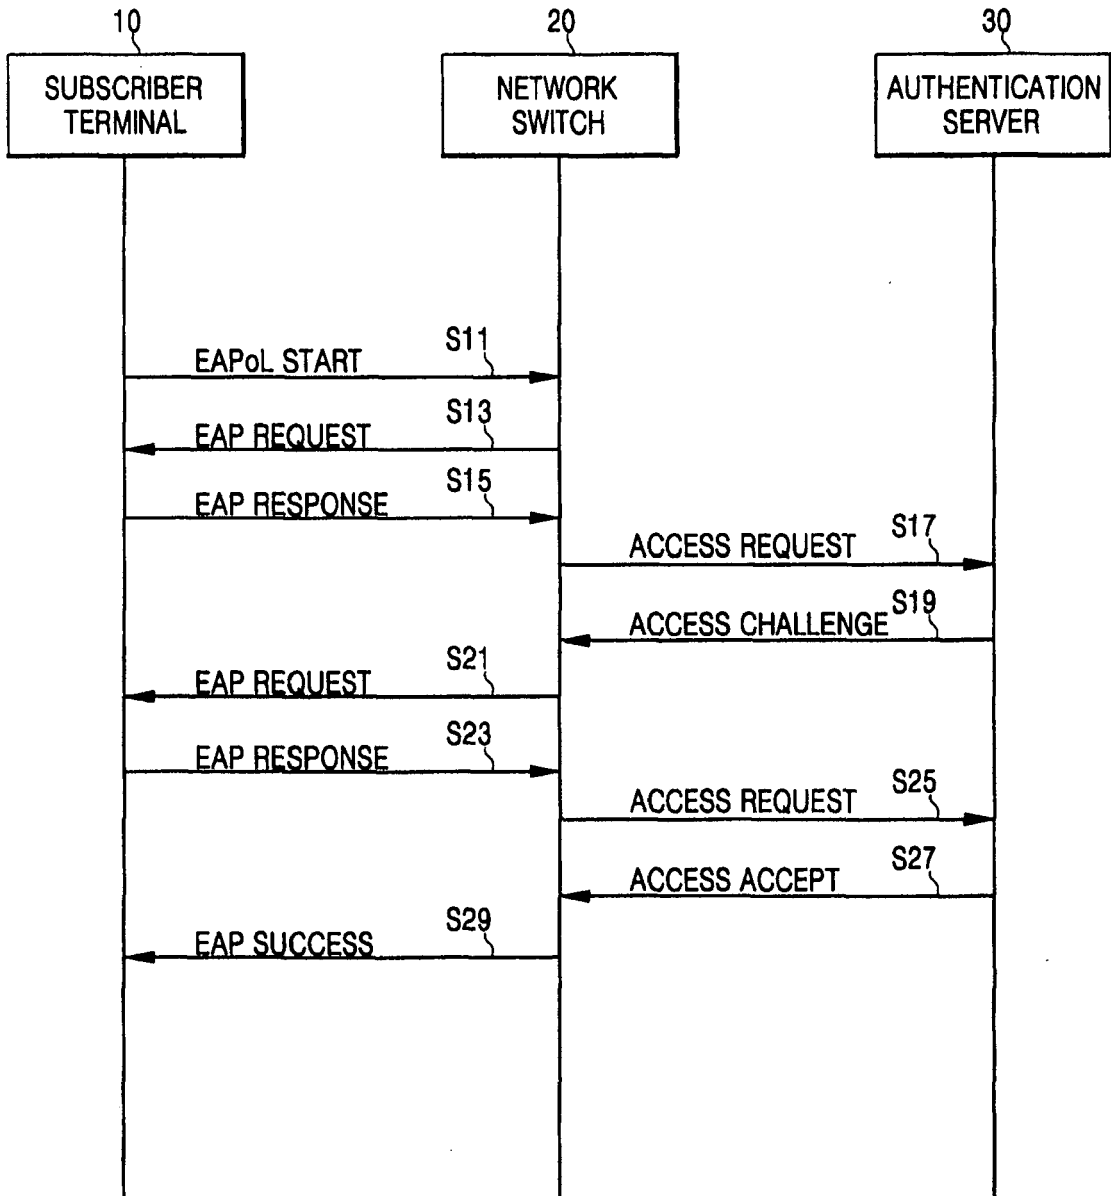 10
20
30
SUBSCRIBER
TERMINAL
NETWORK
SWITCH
AUTHENTICATION
SERVER
S11
EAPoL START
S13
EAP REQUEST
S15
EAP RESPONSE
S17
ACCESS REQUEST
S19
ACCESS CHALLENGE
S21
EAP REQUEST
S23
EAP RESPONSE
S25
ACCESS REQUEST
S27
ACCESS ACCEPT
S29
EAP SUCCESS